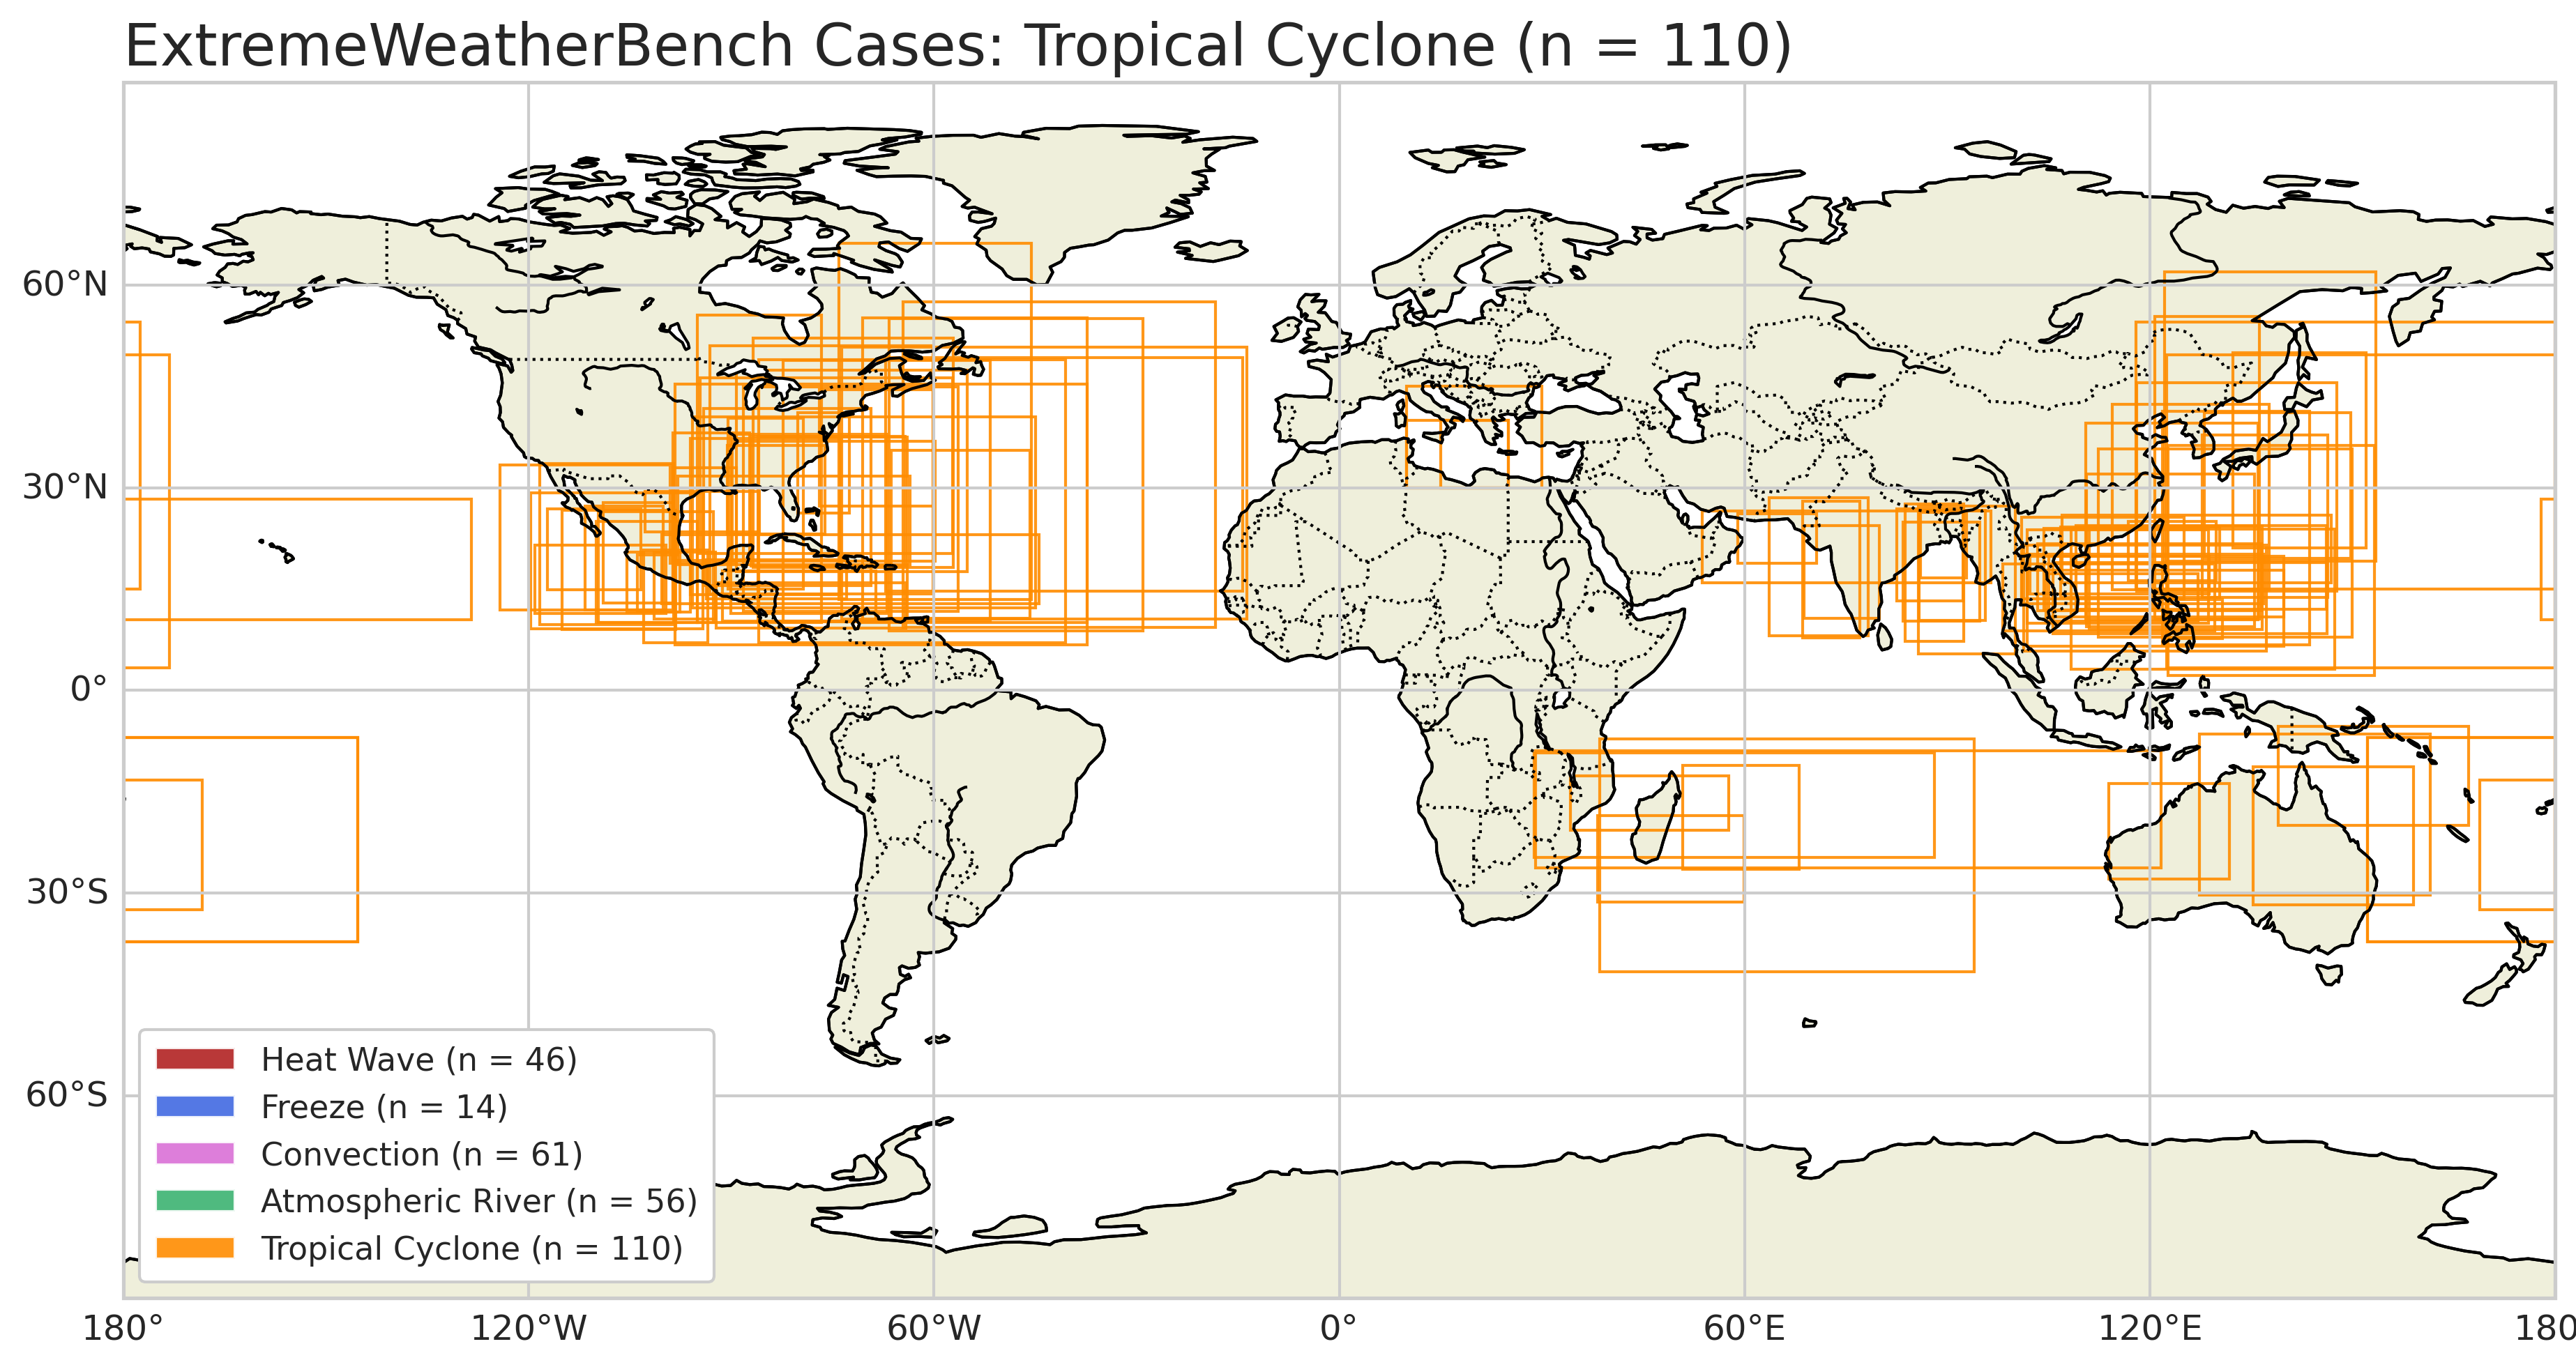 ExtremeWeatherBench Cases: Tropical Cyclone (n = 110)
60°N
30°N
0°
30°S
60°S
Heat Wave (n = 46)
Freeze (n = 14)
Convection (n = 61)
Atmospheric River (n = 56)
Tropical Cyclone (n = 110)
180° 120°W 60°W 0° 60°E 120°E 180